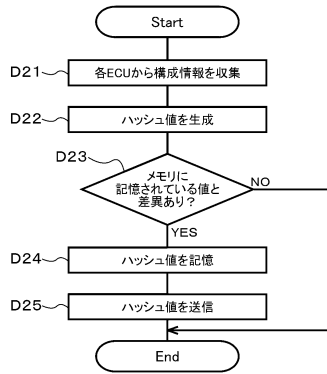 Start
D21
各ECUから構成情報を収集
D22
ハッシュ値を生成
D23
メモリに
記憶されている値と
差異あり？
NO
YES
D24
ハッシュ値を記憶
D25
ハッシュ値を送信
End